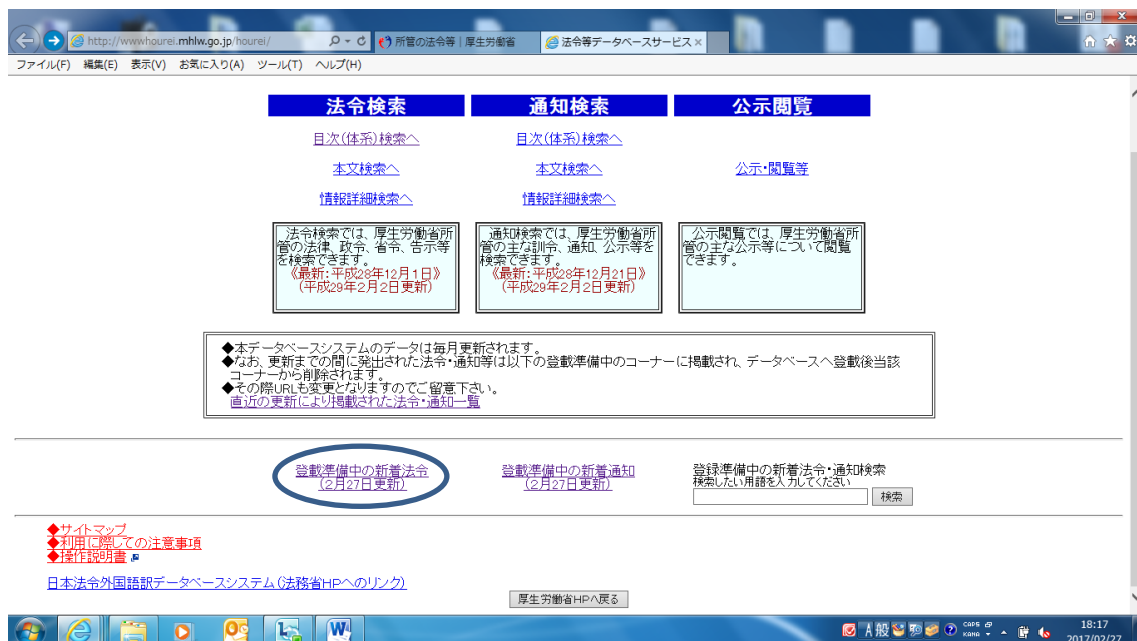 http://wwwhourei.mhlw.go.jp/hourei/
所管の法令等｜厚生労働省
法令等データベースサービス
ファイル(F) 編集(E) 表示(V) お気に入り(A) ツール(T) ヘルプ(H)
法令検索 通知検索 公示閲覧
目次(体系)検索へ 目次(体系)検索へ
本文検索へ 本文検索へ 公示・閲覧等
情報詳細検索へ 情報詳細検索へ
法令検索では、厚生労働省所
管の法律、政令、省令、告示等
を検索できます。
《最新:平成28年12月1日》
(平成29年2月2日更新)
通知検索では、厚生労働省所
管の主な訓令、通知、公示等を
検索できます。
《最新:平成28年12月21日》
(平成29年2月2日更新)
公示閲覧では、厚生労働省所
管の主な公示等について閲覧
できます。
◆本データベースシステムのデータは毎月更新されます。
◆なお、更新までの間に発出された法令・通知等は以下の登載準備中のコーナーに掲載され、データベースへ登載後当該
コーナーから削除されます。
◆その際URLも変更となりますのでご留意下さい。
直近の更新により掲載された法令・通知一覧
登載準備中の新着法令
(2月27日更新)
登載準備中の新着通知
(2月27日更新)
登録準備中の新着法令・通知検索
検索したい用語を入力してください
検索
◆サイトマップ
◆利用に際しての注意事項
◆操作説明書
日本法令外国語訳データベースシステム(法務省HPへのリンク)
厚生労働省HPへ戻る
A 般 CAPS KANA
18:17
2017/02/27